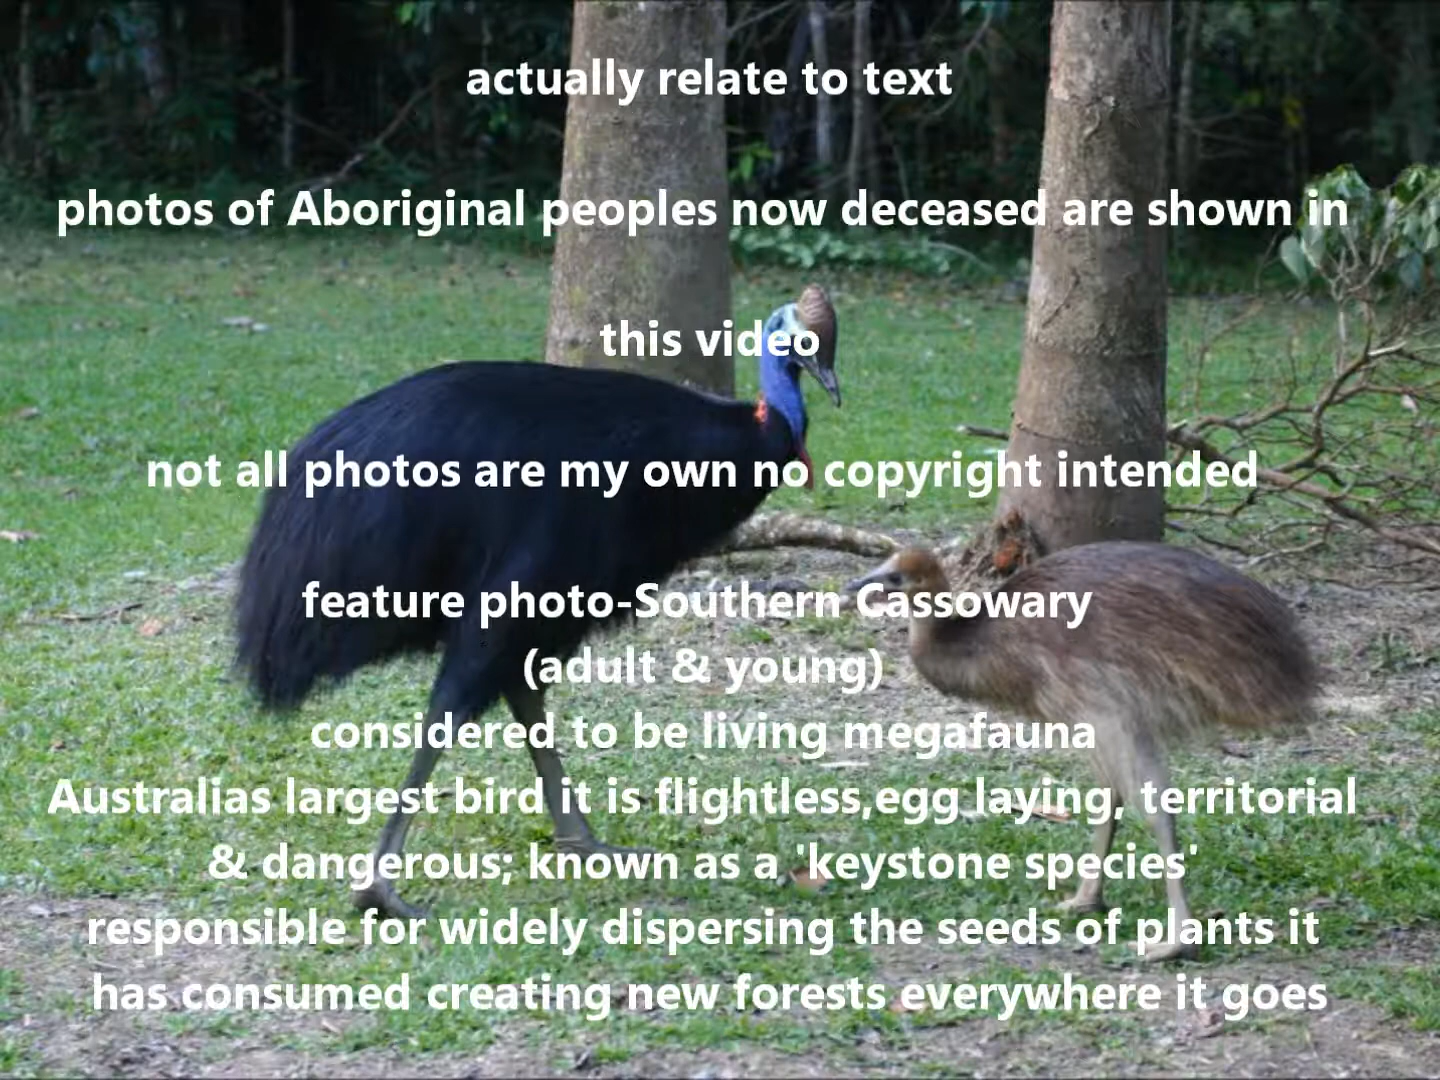 actually relate to text
photos of Aboriginal peoples now deceased are shown in
this video
not all photos are my own no copyright intended
feature photo-Southern Cassowary
(adult & young)
considered to be living megafauna
Australias largest bird it is flightless,egg laying, territorial
& dangerous; known as a 'keystone species'
responsible for widely dispersing the seeds of plants it
has consumed creating new forests everywhere it goes